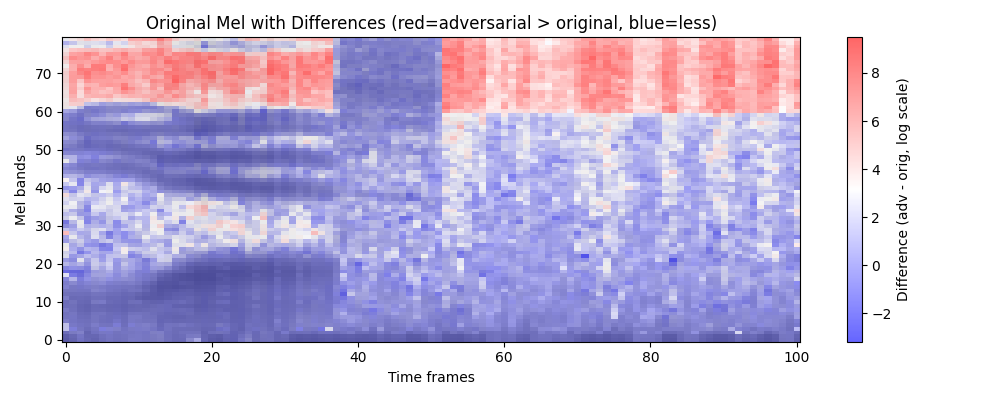 Original Mel with Differences (red=adversarial > original, blue=less)
Mel bands
70
60
50
40
30
20
10
0
0 20 40 60 80 100
Time frames
8
6
4
2
0
−2
Difference (adv - orig, log scale)